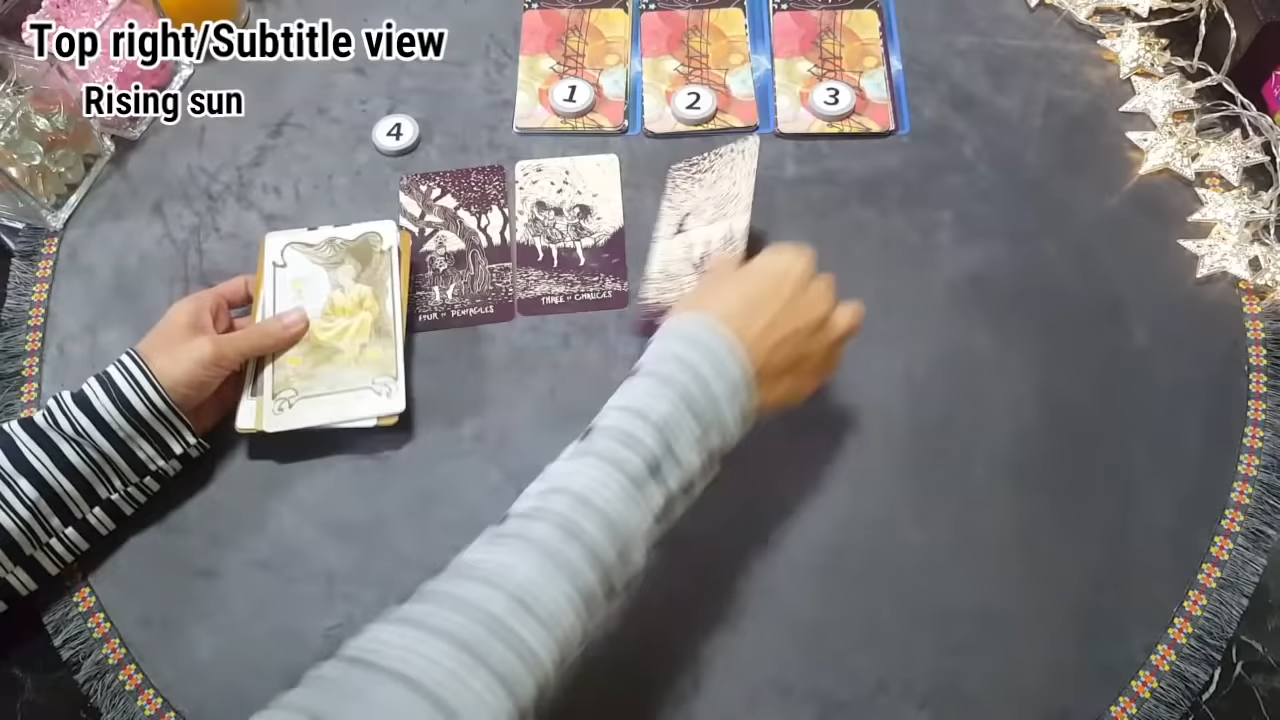 Top right/Subtitle view
Rising sun
1
2
3
4
FOUR OF PENTACLES
THREE OF CHALICES